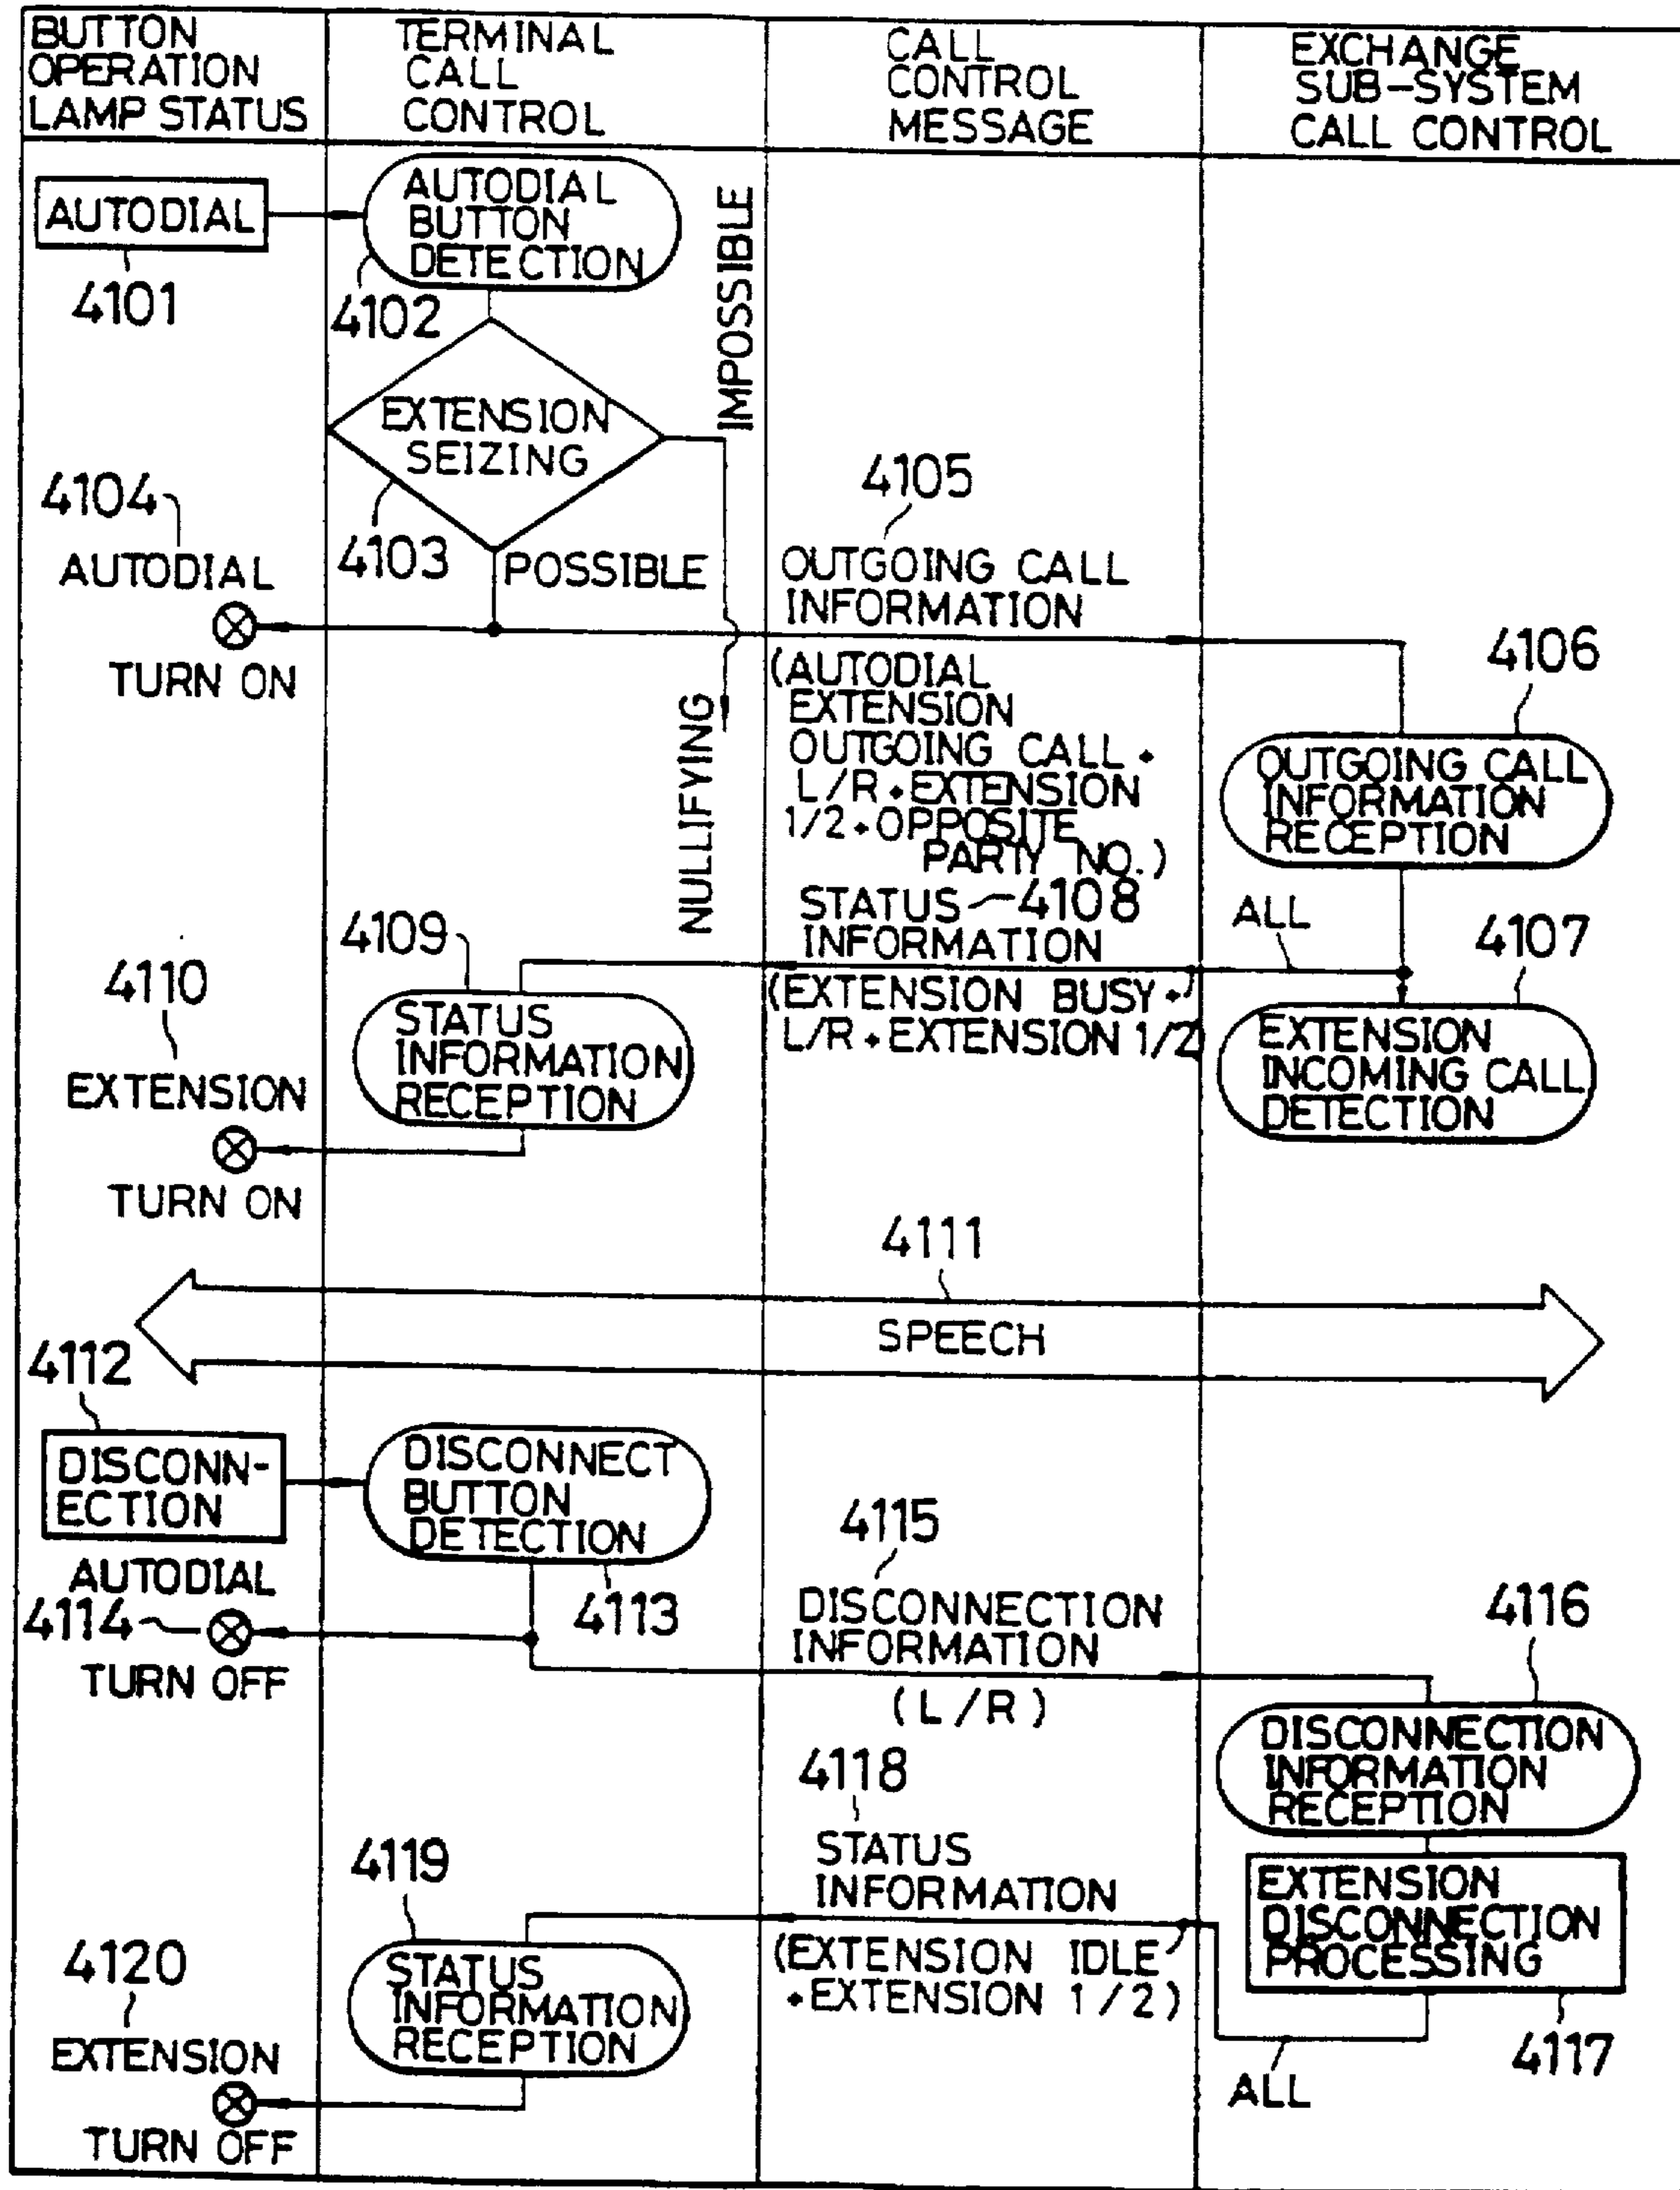 BUTTON
OPERATION
LAMP STATUS
TERMINAL
CALL
CONTROL
CALL
CONTROL
MESSAGE
EXCHANGE
SUB-SYSTEM
CALL CONTROL
AUTODIAL
4101
AUTODIAL
BUTTON
DETECTION
4102
IMPOSSIBLE
EXTENSION
SEIZING
4103
POSSIBLE
4104
AUTODIAL
TURN ON
4105
OUTGOING CALL
INFORMATION
(AUTODIAL
EXTENSION
OUTGOING CALL +
L/R + EXTENSION
1/2 + OPPOSITE
PARTY NO.)
NULLIFYING
4106
OUTGOING CALL
INFORMATION
RECEPTION
STATUS 4108
INFORMATION
(EXTENSION BUSY +
L/R + EXTENSION 1/2)
ALL
4107
EXTENSION
INCOMING CALL
DETECTION
4109
STATUS
INFORMATION
RECEPTION
4110
EXTENSION
TURN ON
4111
SPEECH
4112
DISCONN-
ECTION
DISCONNECT
BUTTON
DETECTION
4113
AUTODIAL
4114
TURN OFF
4115
DISCONNECTION
INFORMATION
(L/R)
4116
DISCONNECTION
INFORMATION
RECEPTION
EXTENSION
DISCONNECTION
PROCESSING
4117
ALL
4118
STATUS
INFORMATION
(EXTENSION IDLE
+ EXTENSION 1/2)
4119
STATUS
INFORMATION
RECEPTION
4120
EXTENSION
TURN OFF